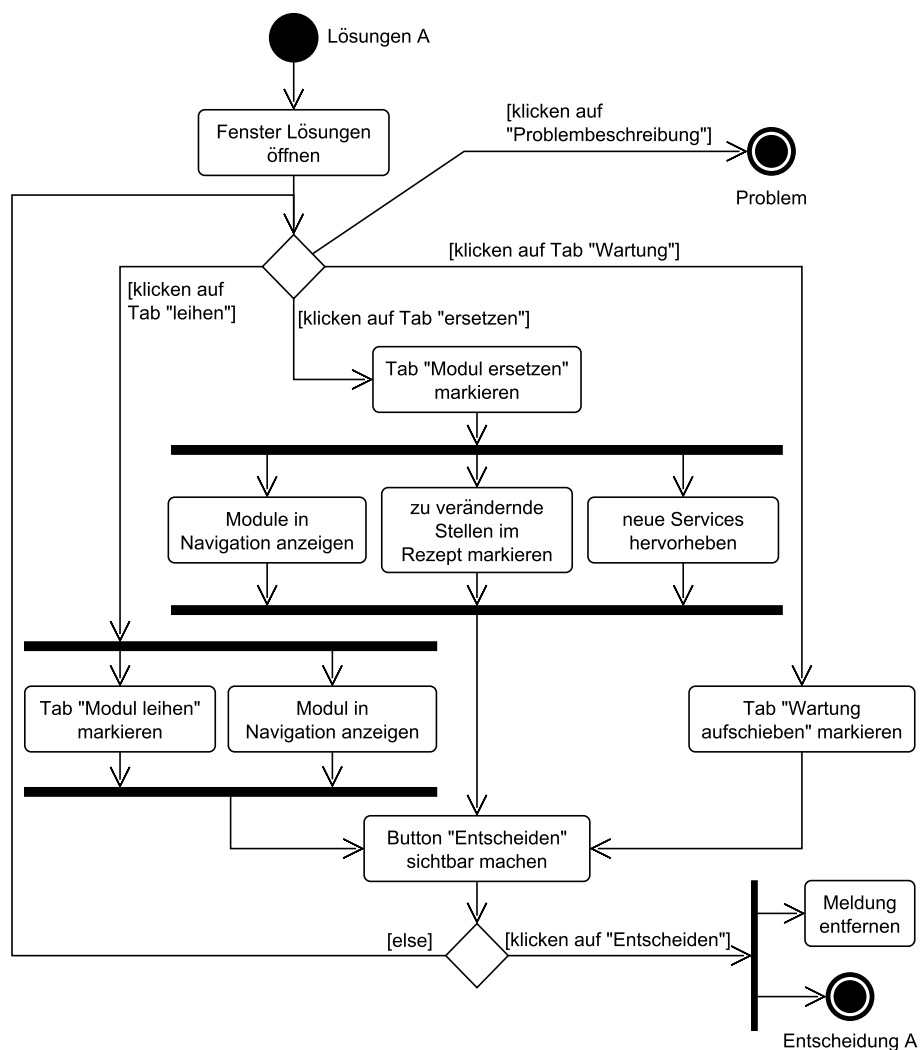 Lösungen A
Fenster Lösungen
öffnen
[klicken auf
"Problembeschreibung"]
Problem
[klicken auf Tab "Wartung"]
[klicken auf
Tab "leihen"]
[klicken auf Tab "ersetzen"]
Tab "Modul ersetzen"
markieren
Module in
Navigation anzeigen
zu verändernde
Stellen im
Rezept markieren
neue Services
hervorheben
Tab "Modul leihen"
markieren
Modul in
Navigation anzeigen
Tab "Wartung
aufschieben" markieren
Button "Entscheiden"
sichtbar machen
[else]
[klicken auf "Entscheiden"]
Meldung
entfernen
Entscheidung A